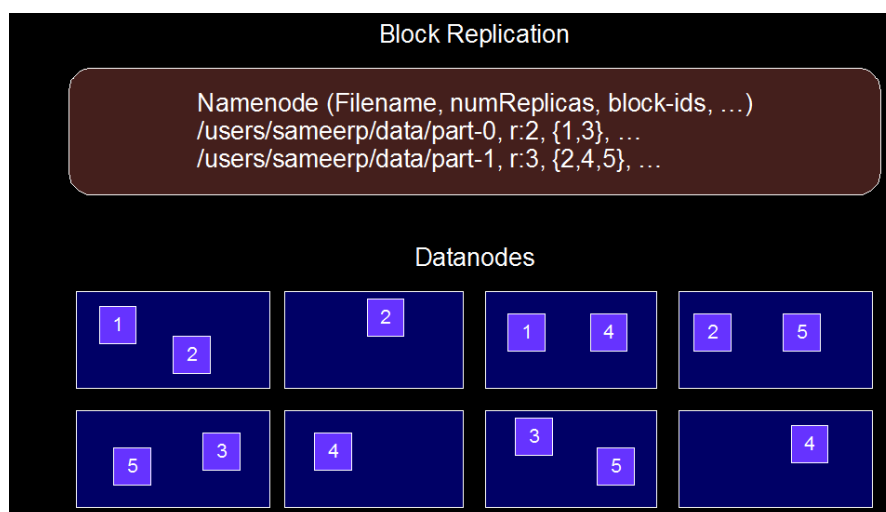 Block Replication
Namenode (Filename, numReplicas, block-ids, …)
/users/sameerp/data/part-0, r:2, {1,3}, …
/users/sameerp/data/part-1, r:3, {2,4,5}, …
Datanodes
1
2
2
1 4
2 5
5 3
4
3
5
4